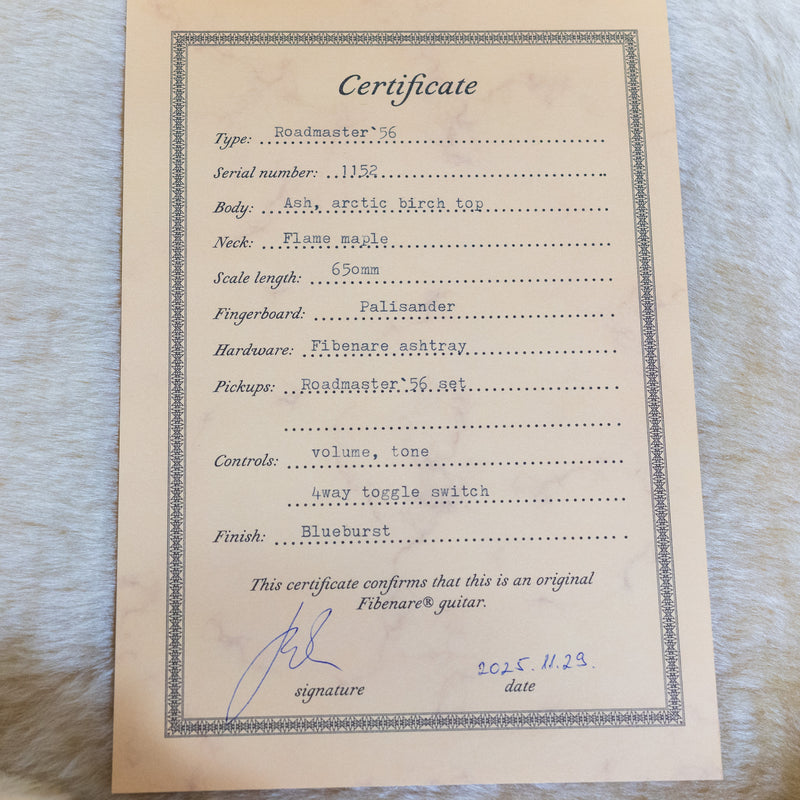 Certificate
Type: Roadmaster`56
Serial number: 1152
Body: Ash, arctic birch top
Neck: Flame maple
Scale length: 650mm
Fingerboard: Palisander
Hardware: Fibenare ashtray
Pickups: Roadmaster`56 set
Controls: volume, tone
4way toggle switch
Finish: Blueburst
This certificate confirms that this is an original
Fibenare® guitar.
2025.11.29.
signature date